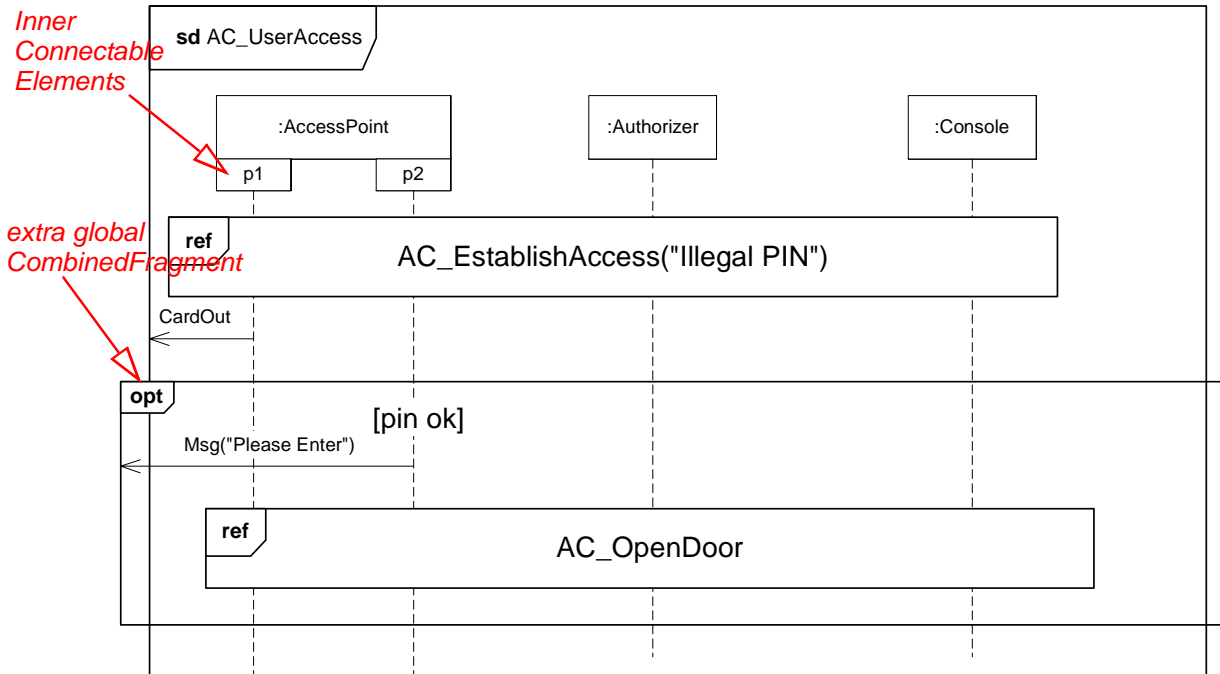 Inner
Connectable
Elements
sd AC_UserAccess
:AccessPoint
:Authorizer
:Console
p1
p2
extra global
CombinedFragment
ref
AC_EstablishAccess("Illegal PIN")
CardOut
opt
[pin ok]
Msg("Please Enter")
ref
AC_OpenDoor